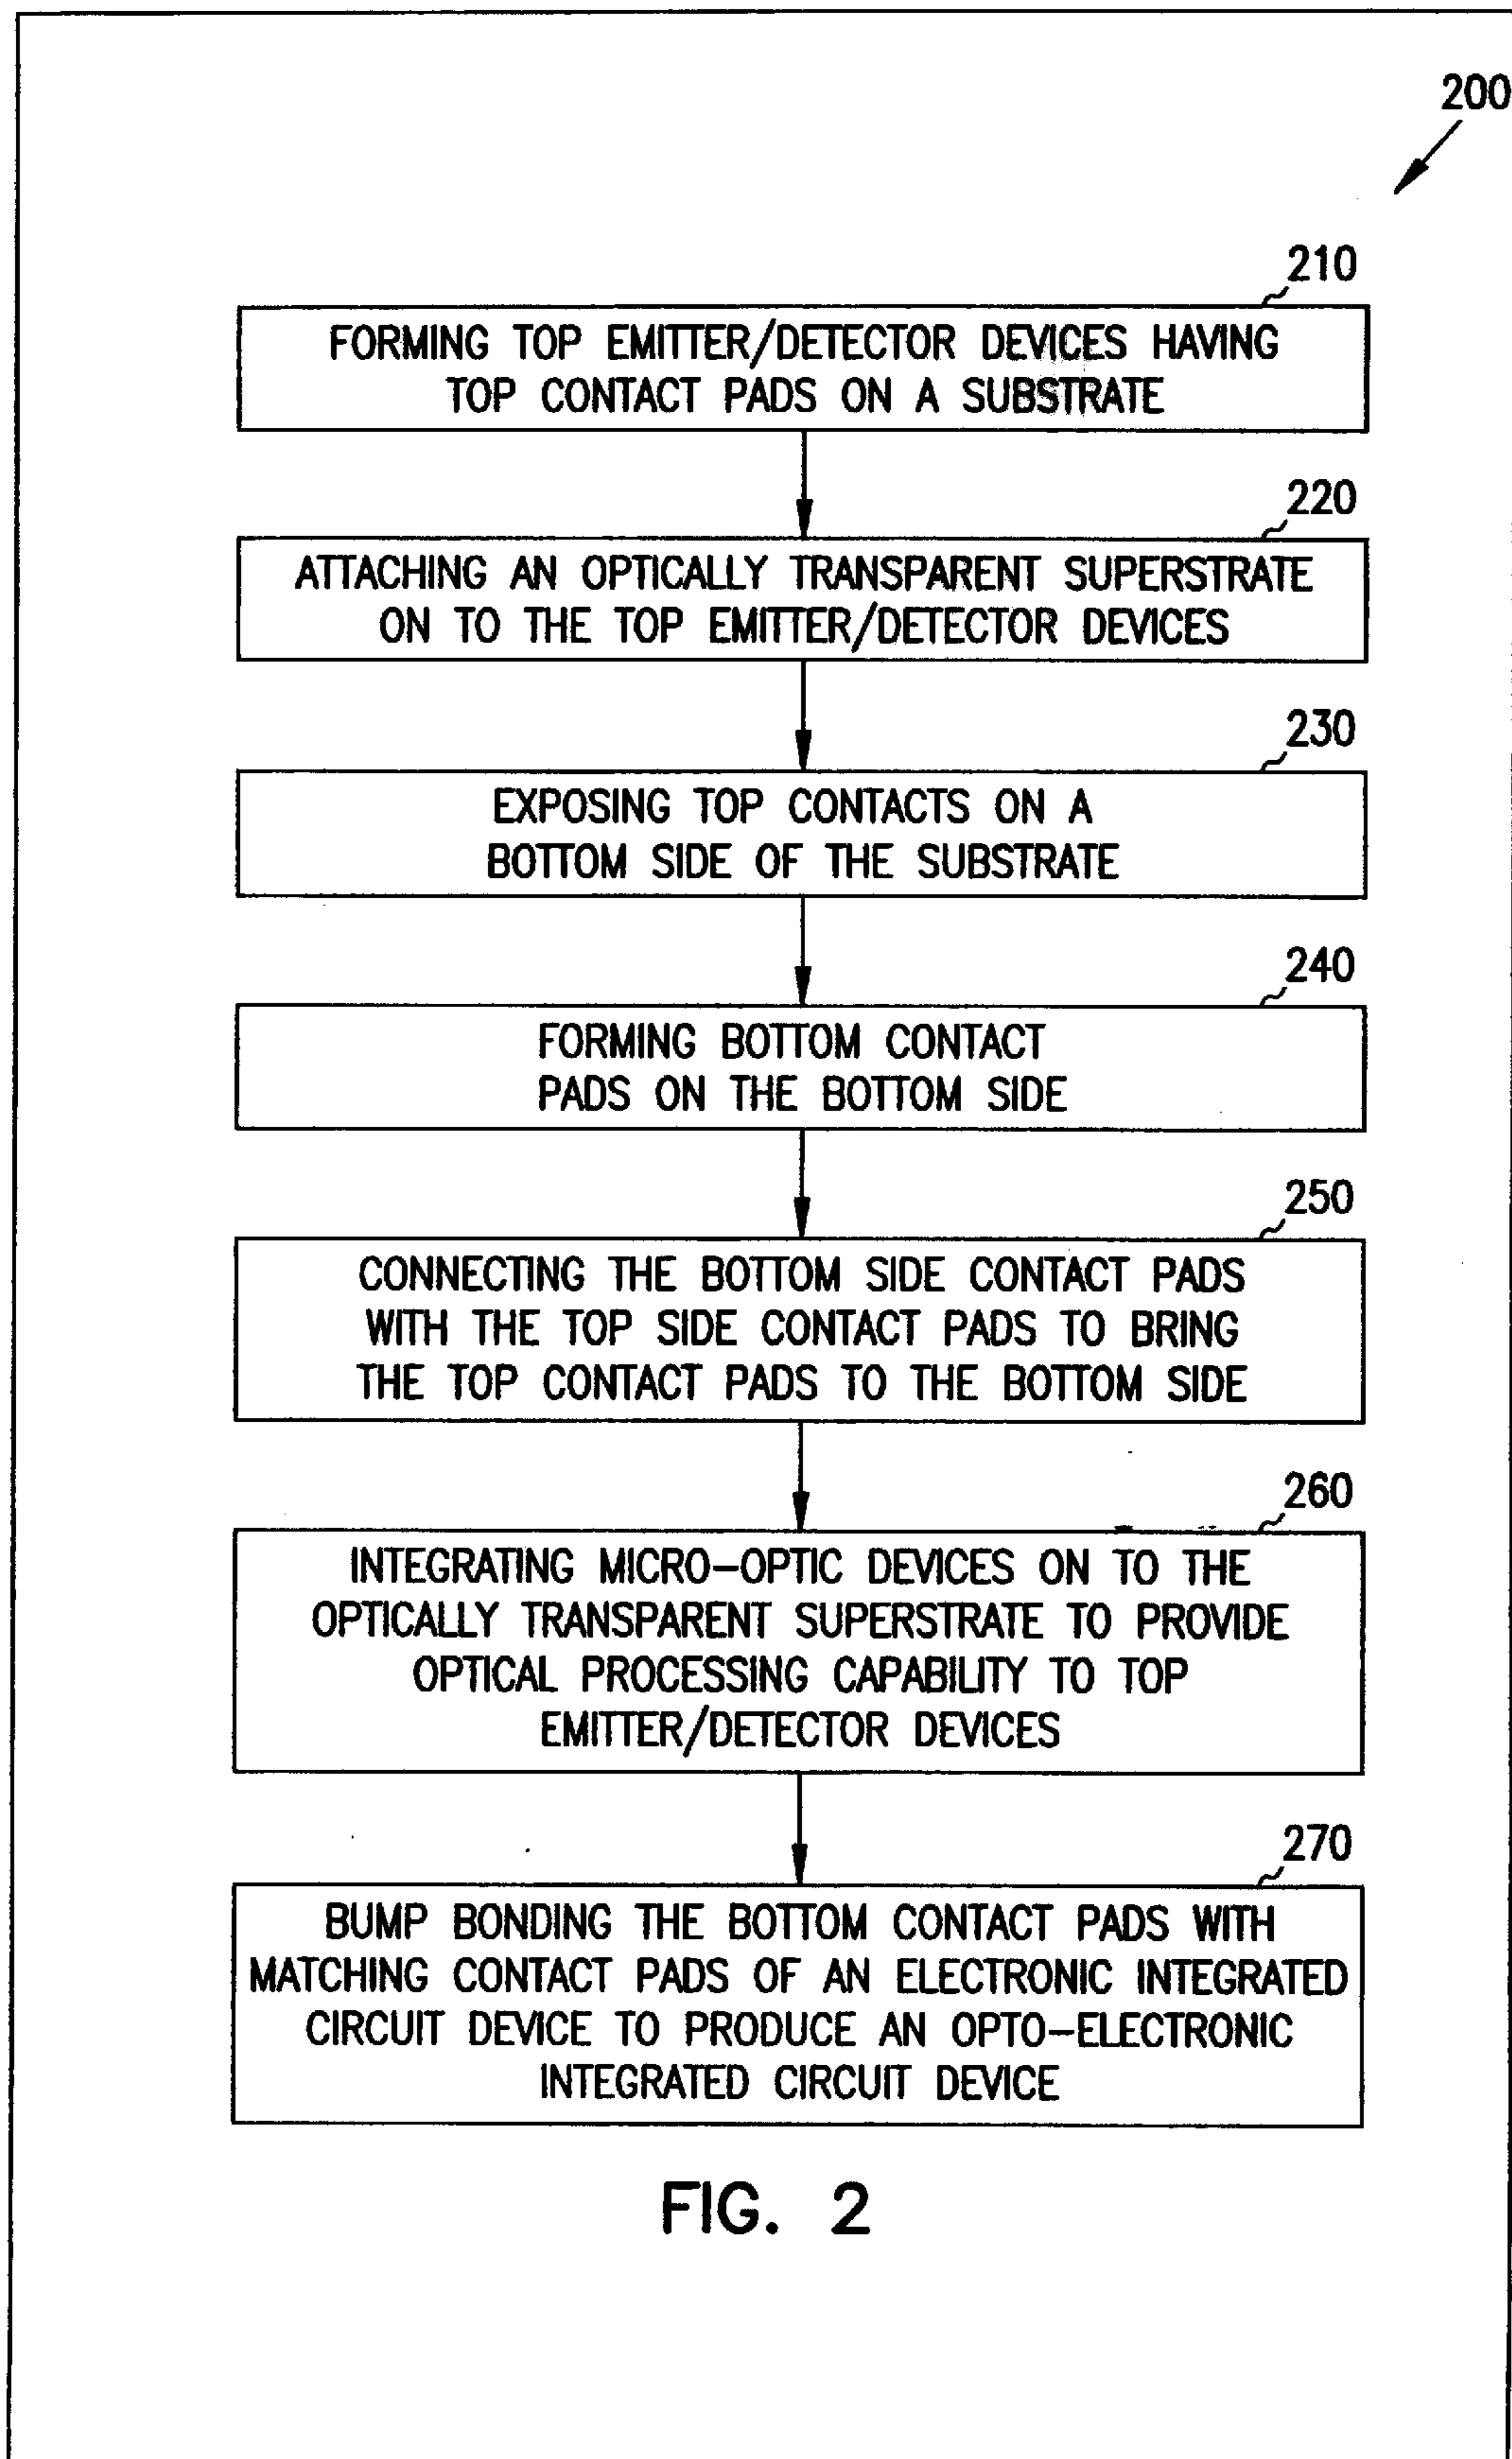 200
210
FORMING TOP EMITTER/DETECTOR DEVICES HAVING
TOP CONTACT PADS ON A SUBSTRATE
220
ATTACHING AN OPTICALLY TRANSPARENT SUPERSTRATE
ON TO THE TOP EMITTER/DETECTOR DEVICES
230
EXPOSING TOP CONTACTS ON A
BOTTOM SIDE OF THE SUBSTRATE
240
FORMING BOTTOM CONTACT
PADS ON THE BOTTOM SIDE
250
CONNECTING THE BOTTOM SIDE CONTACT PADS
WITH THE TOP SIDE CONTACT PADS TO BRING
THE TOP CONTACT PADS TO THE BOTTOM SIDE
260
INTEGRATING MICRO-OPTIC DEVICES ON TO THE
OPTICALLY TRANSPARENT SUPERSTRATE TO PROVIDE
OPTICAL PROCESSING CAPABILITY TO TOP
EMITTER/DETECTOR DEVICES
270
BUMP BONDING THE BOTTOM CONTACT PADS WITH
MATCHING CONTACT PADS OF AN ELECTRONIC INTEGRATED
CIRCUIT DEVICE TO PRODUCE AN OPTO-ELECTRONIC
INTEGRATED CIRCUIT DEVICE
FIG. 2